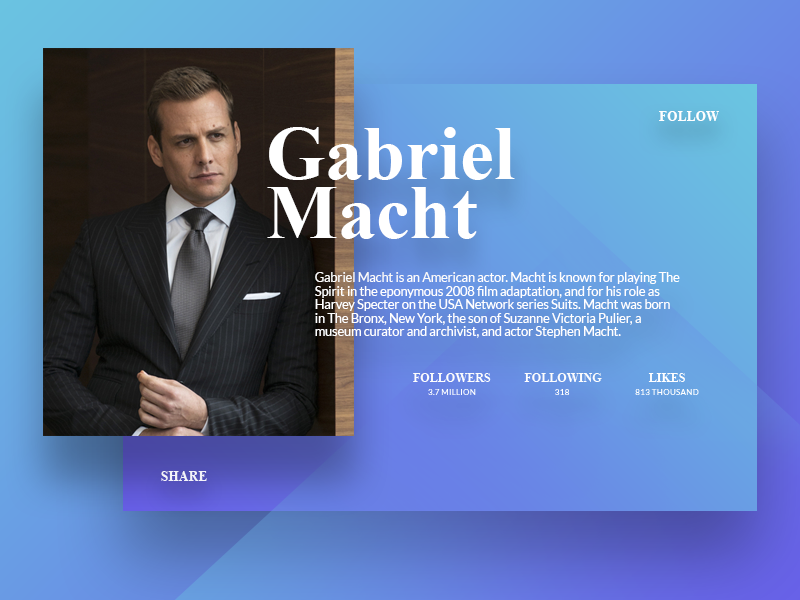 FOLLOW
Gabriel
Macht
Gabriel Macht is an American actor. Macht is known for playing The
Spirit in the eponymous 2008 film adaptation, and for his role as
Harvey Specter on the USA Network series Suits. Macht was born
in The Bronx, New York, the son of Suzanne Victoria Pulier, a
museum curator and archivist, and actor Stephen Macht.
FOLLOWERS FOLLOWING LIKES
3.7 MILLION 318 813 THOUSAND
SHARE